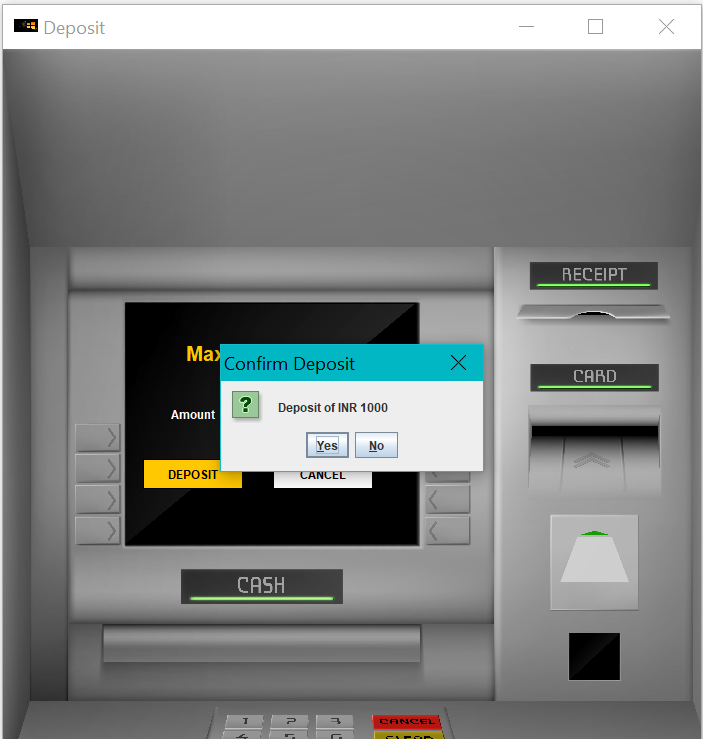 Deposit
RECEIPT
Max
Confirm Deposit
CARD
?
Deposit of INR 1000
Amount
Yes No
DEPOSIT CANCEL
CASH
1 2 3 CANCEL